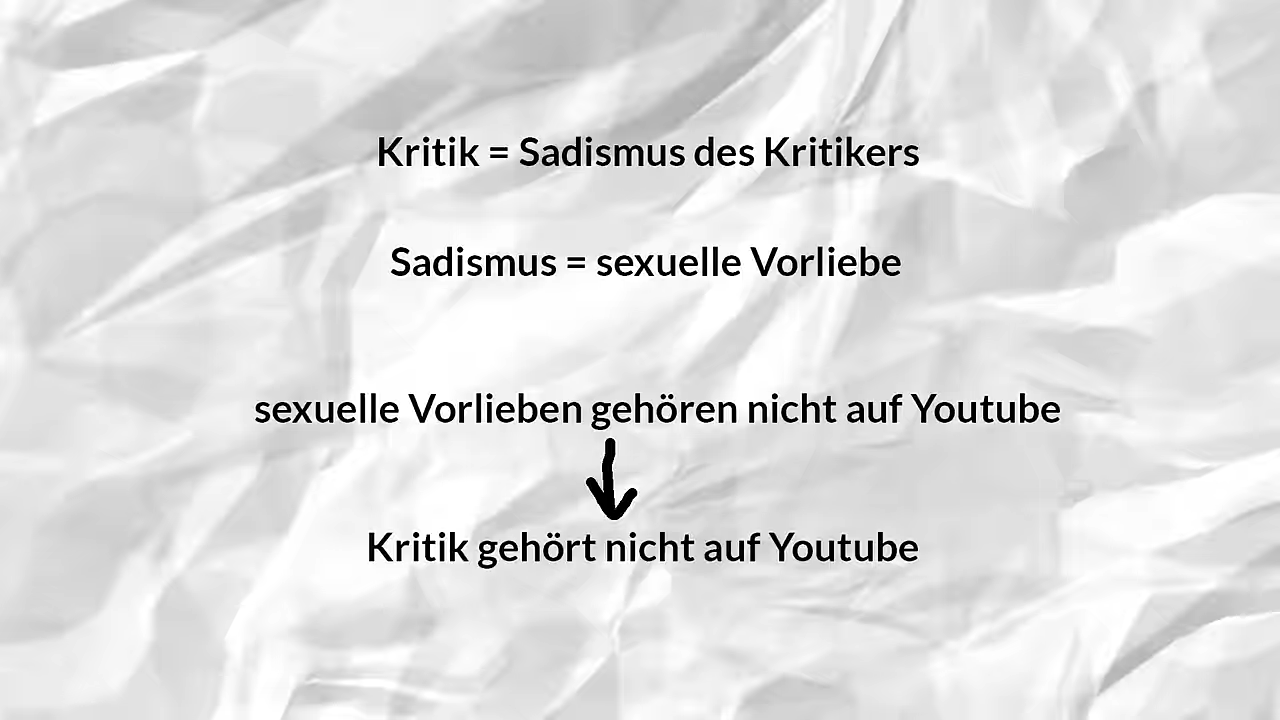 Kritik = Sadismus des Kritikers
Sadismus = sexuelle Vorliebe
sexuelle Vorlieben gehören nicht auf Youtube
Kritik gehört nicht auf Youtube